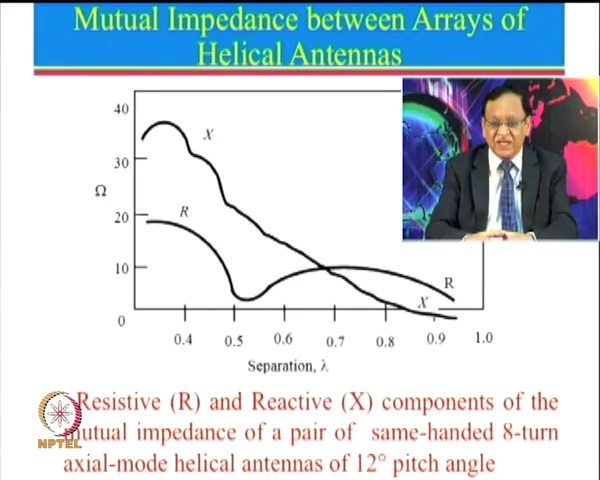 Mutual Impedance between Arrays of
Helical Antennas
40
X
30
Ω
20
R
10
R
X
0
0.4 0.5 0.6 0.7 0.8 0.9 1.0
Separation, λ
Resistive (R) and Reactive (X) components of the
mutual impedance of a pair of same-handed 8-turn
axial-mode helical antennas of 12° pitch angle
NPTEL